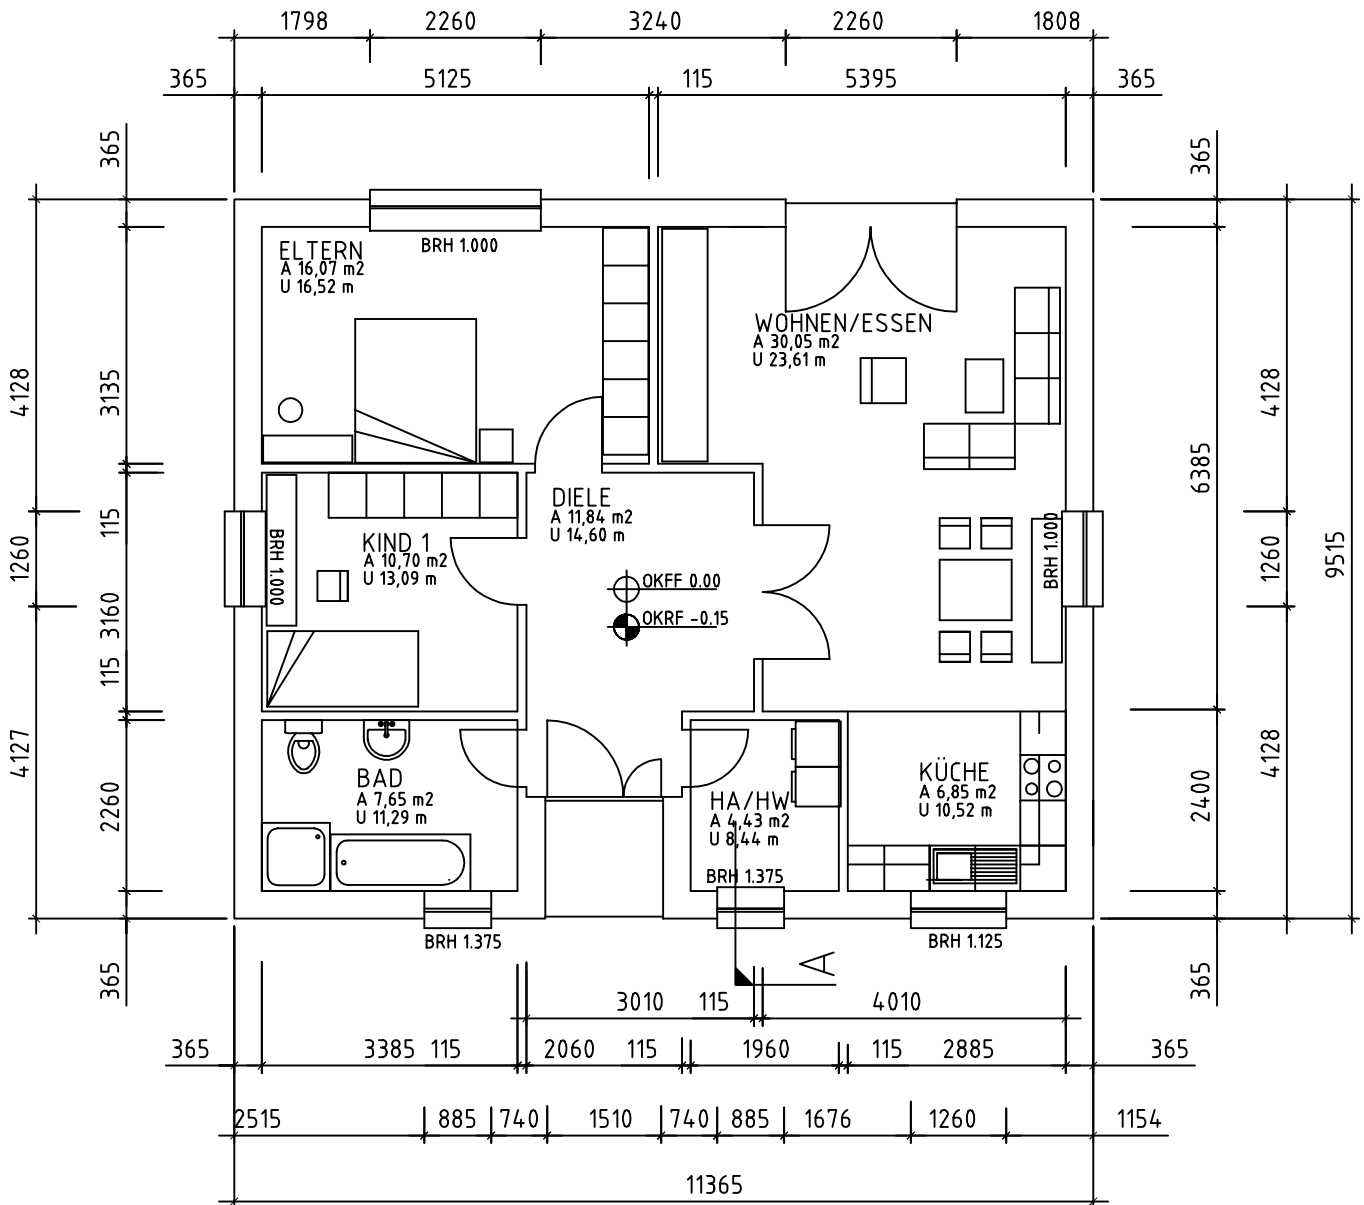 1798 2260 3240 2260 1808
365 5125 115 5395 365
365
365
ELTERN
A 16,07 m2
U 16,52 m
BRH 1.000
WOHNEN/ESSEN
A 30,05 m2
U 23,61 m
4128
3135
4128
6385
DIELE
A 11,84 m2
U 14,60 m
KIND 1
A 10,70 m2
U 13,09 m
BRH 1.000
BRH 1.000
115
1260
3160
115
1260
9515
OKFF 0.00
OKRF -0.15
4127
2260
4128
2400
BAD
A 7,65 m2
U 11,29 m
HA/HW
A 4,43 m2
U 8,44 m
KÜCHE
A 6,85 m2
U 10,52 m
BRH 1.375
BRH 1.375
BRH 1.125
365
365
A
3010 115 4010
365 3385 115 2060 115 1960 115 2885 365
2515 885 740 1510 740 885 1676 1260 1154
11365